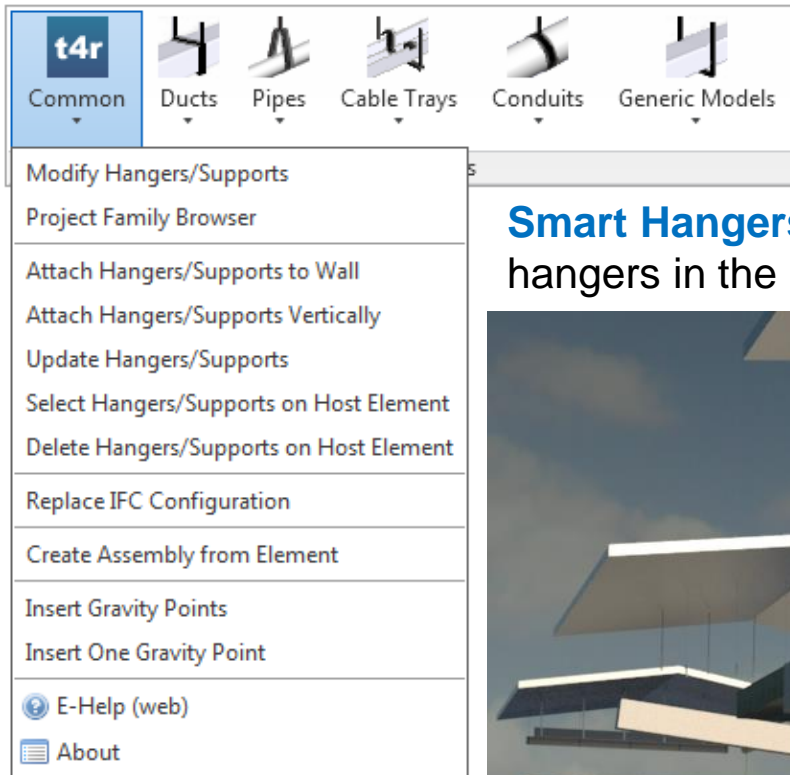 t4r
Common
Ducts
Pipes
Cable Trays
Conduits
Generic Models
Modify Hangers/Supports
s
Project Family Browser
Smart Hangers
hangers in the
Attach Hangers/Supports to Wall
Attach Hangers/Supports Vertically
Update Hangers/Supports
Select Hangers/Supports on Host Element
Delete Hangers/Supports on Host Element
Replace IFC Configuration
Create Assembly from Element
Insert Gravity Points
Insert One Gravity Point
E-Help (web)
About